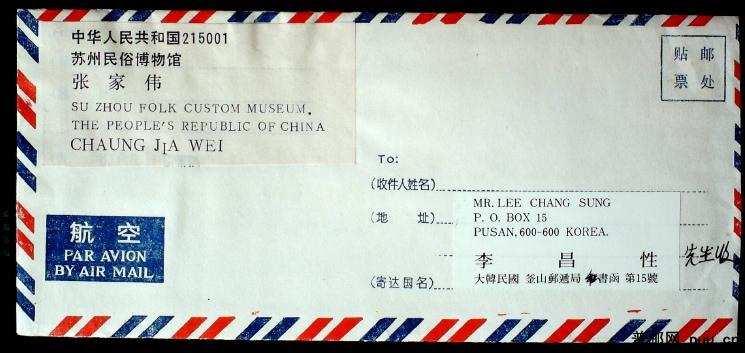 中华人民共和国215001
苏州民俗博物馆
张 家 伟
SU ZHOU FOLK CUSTOM MUSEUM.
THE PEOPLE'S REPUBLIC OF CHINA
CHAUNG JIA WEI
贴 邮
票 处
To:
(收件人姓名)
(地 址)
MR. LEE CHANG SUNG
P. O. BOX 15
PUSAN, 600-600 KOREA.
李 昌 性 先生收
(寄达国名)
大韓民國 釜山郵遞局 書函 第15號
航 空
PAR AVION
BY AIR MAIL